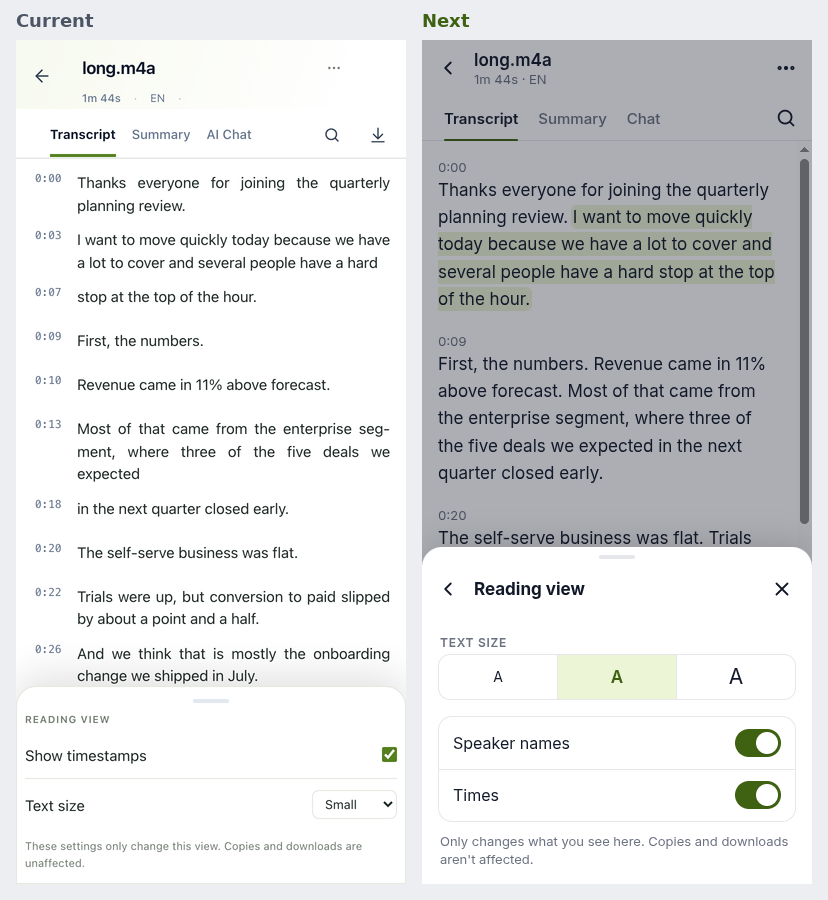 Current
long.m4a
1m 44s · EN ·
Transcript Summary AI Chat
0:00 Thanks everyone for joining the quarterly
planning review.
0:03 I want to move quickly today because we have
a lot to cover and several people have a hard
0:07 stop at the top of the hour.
0:09 First, the numbers.
0:10 Revenue came in 11% above forecast.
0:13 Most of that came from the enterprise seg-
ment, where three of the five deals we
expected
0:18 in the next quarter closed early.
0:20 The self-serve business was flat.
0:22 Trials were up, but conversion to paid slipped
by about a point and a half.
0:26 And we think that is mostly the onboarding
change we shipped in July.
READING VIEW
Show timestamps
Text size Small
These settings only change this view. Copies and downloads are
unaffected.
Next
long.m4a
1m 44s · EN
Transcript Summary Chat
0:00
Thanks everyone for joining the quarterly
planning review. I want to move quickly
today because we have a lot to cover and
several people have a hard stop at the top
of the hour.
0:09
First, the numbers. Revenue came in 11%
above forecast. Most of that came from
the enterprise segment, where three of
the five deals we expected in the next
quarter closed early.
0:20
The self-serve business was flat. Trials
Reading view
TEXT SIZE
A A A
Speaker names
Times
Only changes what you see here. Copies and downloads
aren't affected.